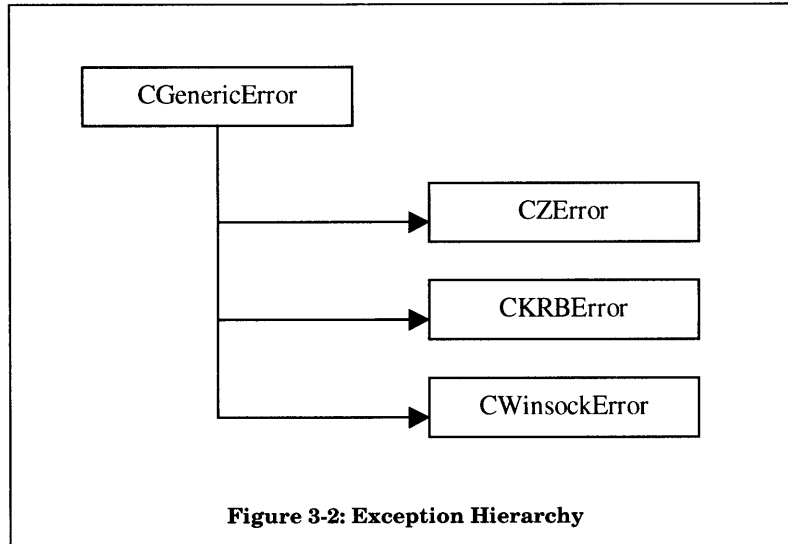 CGenericError
CZError
CKRBError
CWinsockError
Figure 3-2: Exception Hierarchy